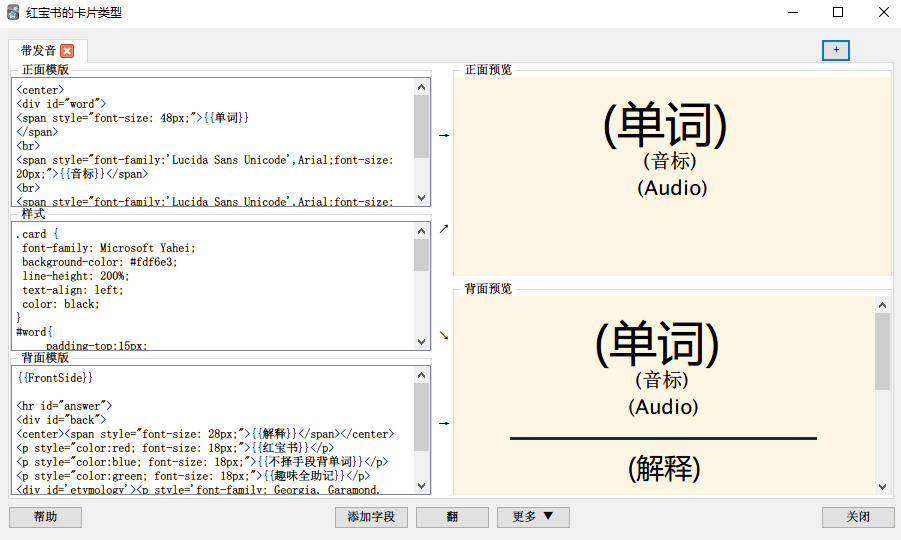 红宝书的卡片类型
带发音
+
正面模版
<center>
<div id="word">
<span style="font-size: 48px;">{{单词}}
</span>
<br>
<span style="font-family:'Lucida Sans Unicode',Arial;font-size:
20px;">{{音标}}</span>
<br>
<span style="font-family:'Lucida Sans Unicode',Arial;font-size:
样式
.card {
font-family: Microsoft Yahei;
background-color: #fdf6e3;
line-height: 200%;
text-align: left;
color: black;
}
#word{
padding-top:15px;
背面模版
{{FrontSide}}
<hr id="answer">
<div id="back">
<center><span style="font-size: 28px;">{{解释}}</span></center>
<p style="color:red; font-size: 18px;">{{红宝书}}</p>
<p style="color:blue; font-size: 18px;">{{不择手段背单词}}</p>
<p style="color:green; font-size: 18px;">{{趣味全助记}}</p>
<div id='etymology'><p style='font-family: Georgia, Garamond,
→
↗
↘
→
正面预览
(单词)
(音标)
(Audio)
背面预览
(单词)
(音标)
(Audio)
(解释)
帮助
添加字段
翻
更多 ▼
关闭